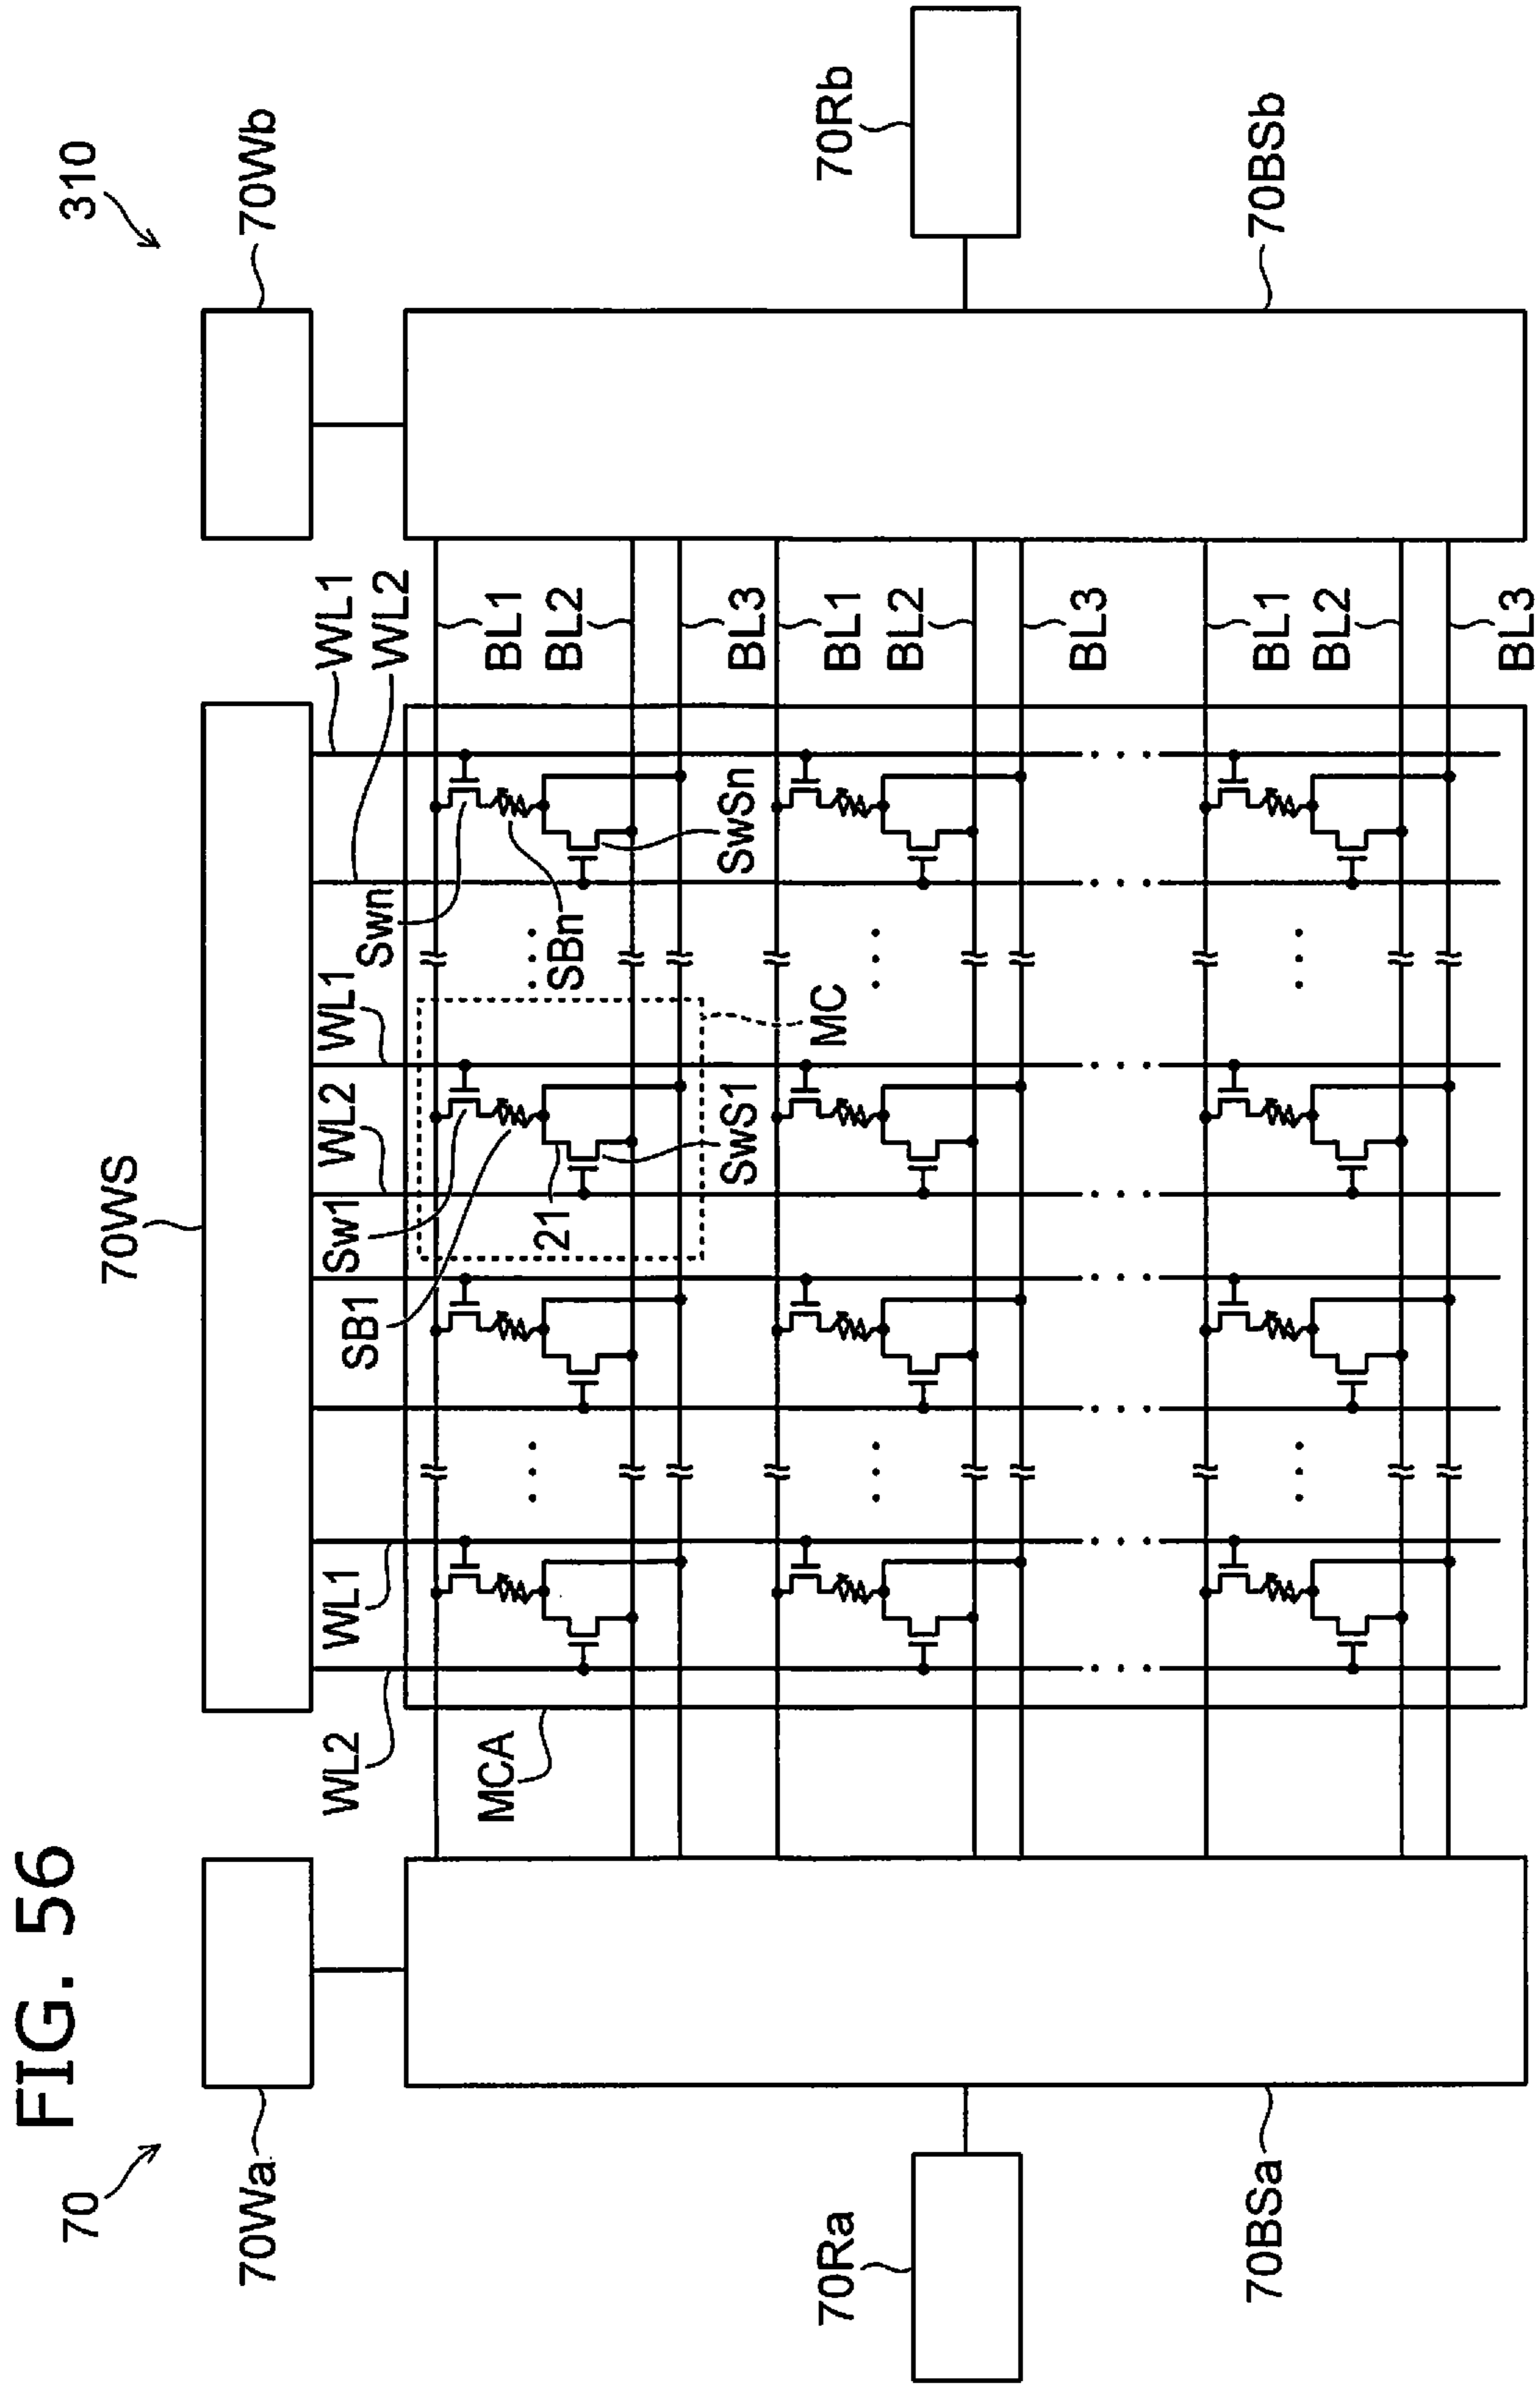 FIG. 56
70
310
70Wa
70WS
70Wb
WL2
WL1
SB1
Sw1
WL2
WL1
Swn
WL1
WL2
MCA
21
SBn
BL1
BL2
SwS1
MC
SwSn
BL3
BL1
BL2
BL3
BL1
BL2
BL3
70Ra
70Rb
70BSa
70BSb